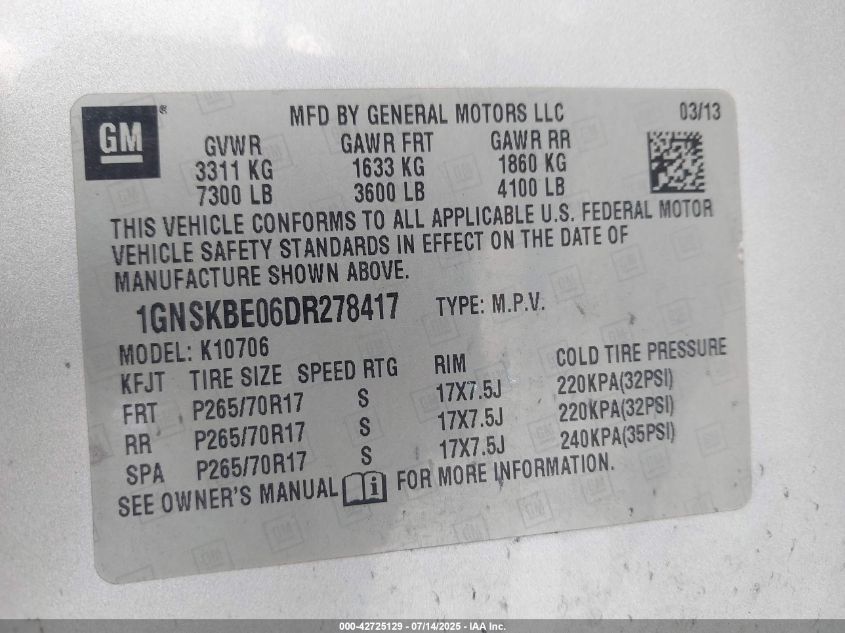 GM ®
MFD BY GENERAL MOTORS LLC 03/13
GVWR GAWR FRT GAWR RR
3311 KG 1633 KG 1860 KG
7300 LB 3600 LB 4100 LB
THIS VEHICLE CONFORMS TO ALL APPLICABLE U.S. FEDERAL MOTOR
VEHICLE SAFETY STANDARDS IN EFFECT ON THE DATE OF
MANUFACTURE SHOWN ABOVE.
1GNSKBE06DR278417 TYPE: M.P.V.
MODEL: K10706
KFJT TIRE SIZE SPEED RTG RIM COLD TIRE PRESSURE
FRT P265/70R17 S 17X7.5J 220KPA(32PSI)
RR P265/70R17 S 17X7.5J 220KPA(32PSI)
SPA P265/70R17 S 17X7.5J 240KPA(35PSI)
SEE OWNER'S MANUAL i FOR MORE INFORMATION.
000-42725129 - 07/14/2025 - IAA Inc.